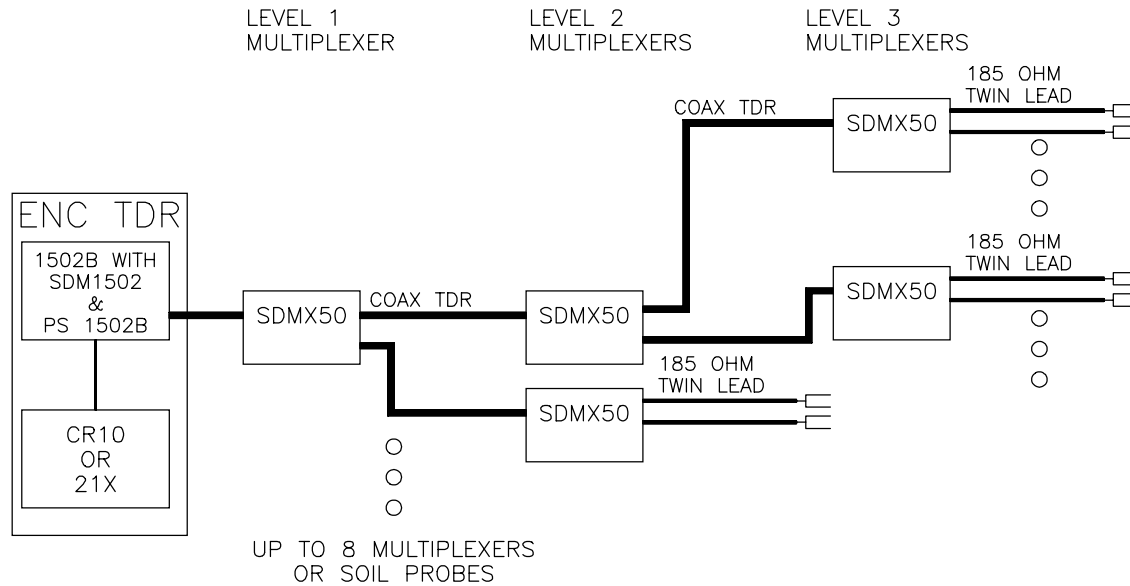 LEVEL 1
MULTIPLEXER
LEVEL 2
MULTIPLEXERS
LEVEL 3
MULTIPLEXERS
185 OHM
TWIN LEAD
COAX TDR
SDMX50
ENC TDR
1502B WITH
SDM1502
&
PS 1502B
185 OHM
TWIN LEAD
SDMX50
COAX TDR
SDMX50
SDMX50
185 OHM
TWIN LEAD
SDMX50
CR10
OR
21X
UP TO 8 MULTIPLEXERS
OR SOIL PROBES